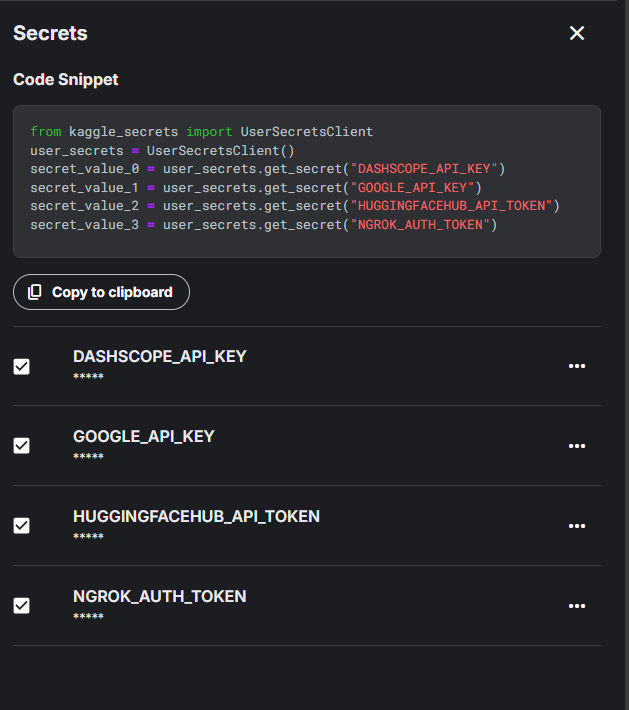 Secrets
Code Snippet
from kaggle_secrets import UserSecretsClient
user_secrets = UserSecretsClient()
secret_value_0 = user_secrets.get_secret("DASHSCOPE_API_KEY")
secret_value_1 = user_secrets.get_secret("GOOGLE_API_KEY")
secret_value_2 = user_secrets.get_secret("HUGGINGFACEHUB_API_TOKEN")
secret_value_3 = user_secrets.get_secret("NGROK_AUTH_TOKEN")
Copy to clipboard
DASHSCOPE_API_KEY
*****
GOOGLE_API_KEY
*****
HUGGINGFACEHUB_API_TOKEN
*****
NGROK_AUTH_TOKEN
*****